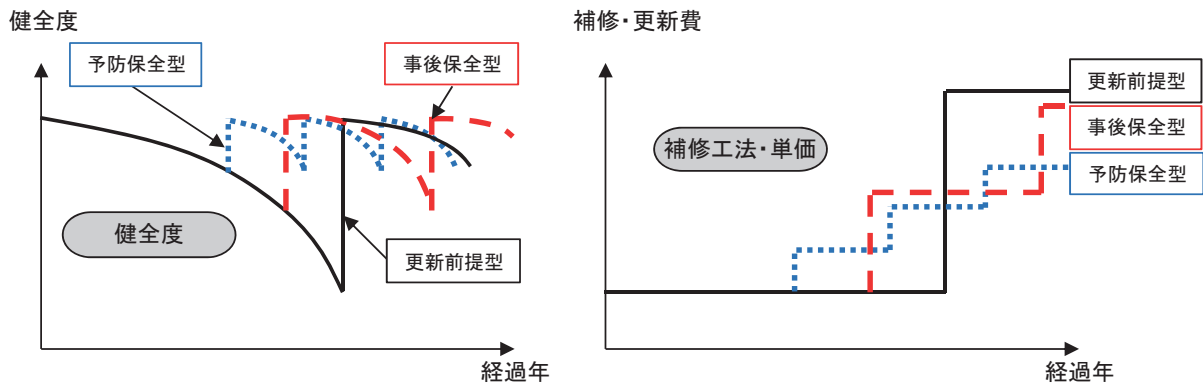 健全度
予防保全型
事後保全型
健全度
更新前提型
経過年
補修・更新費
補修工法・単価
更新前提型
事後保全型
予防保全型
経過年